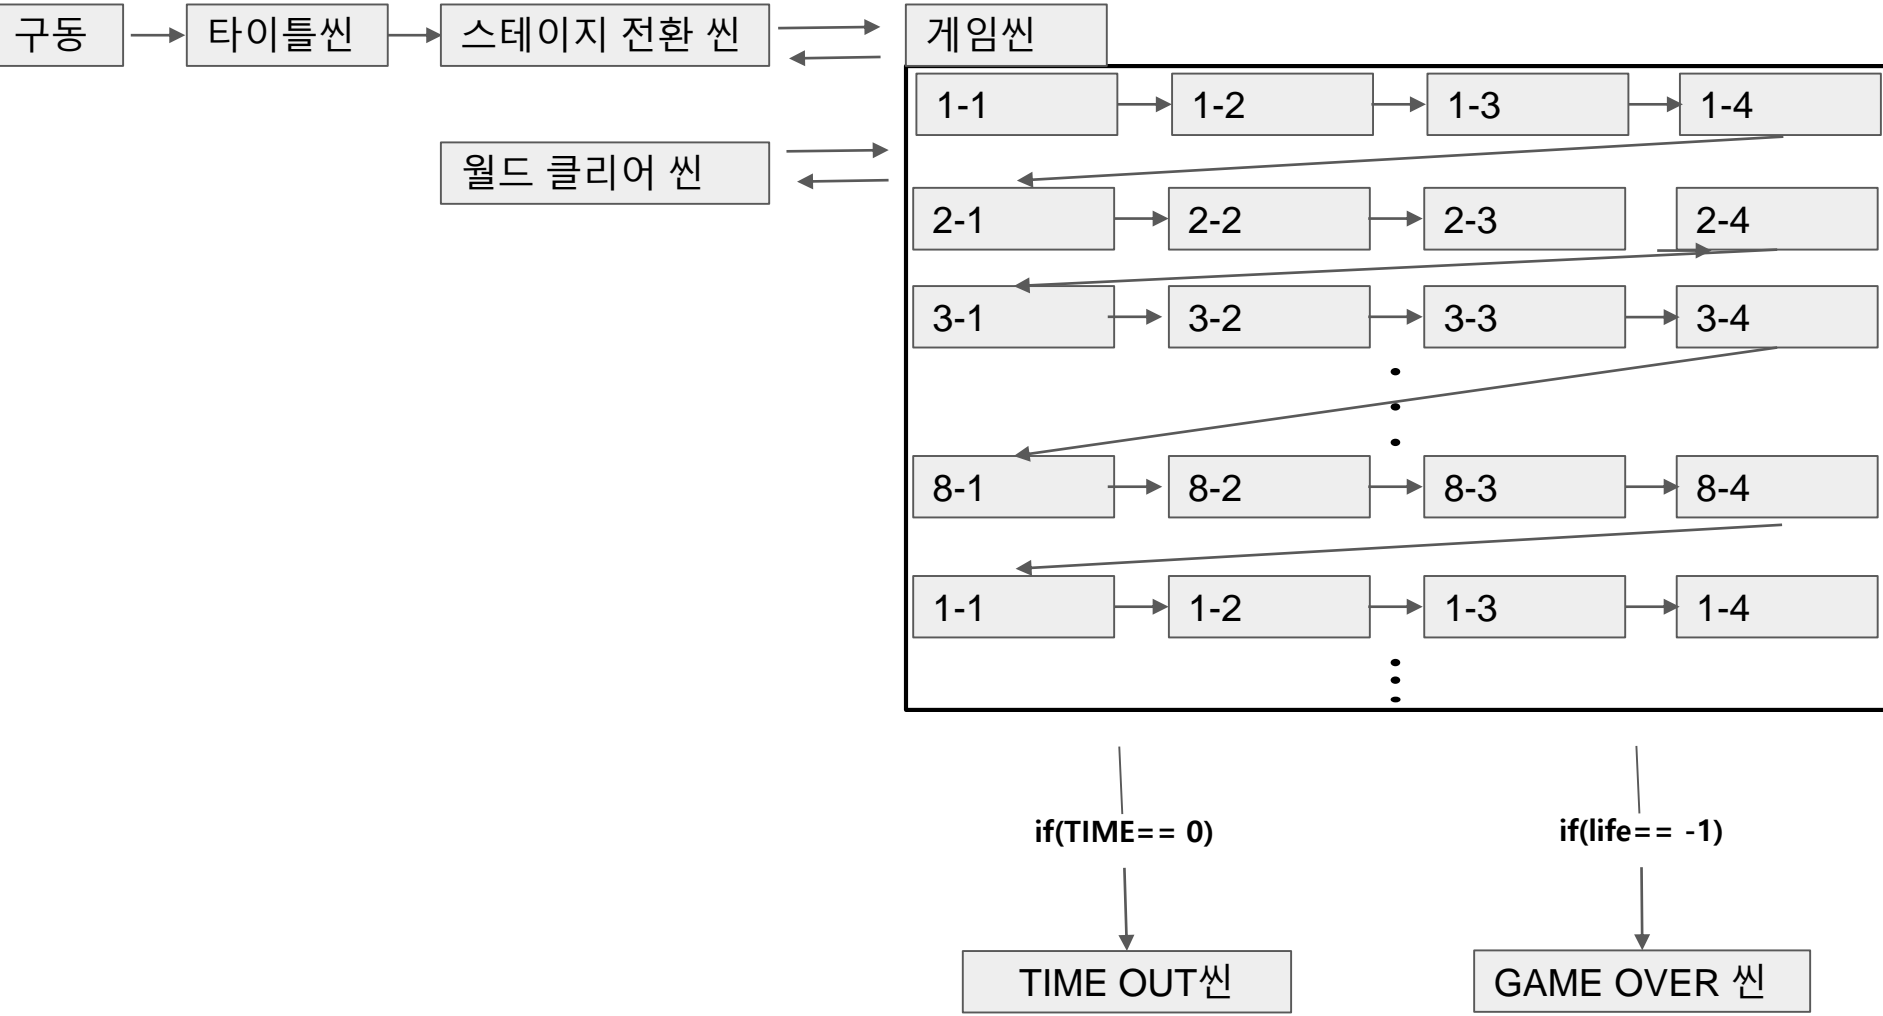 구동
타이틀씬
스테이지 전환 씬
게임씬
1-1
1-2
1-3
1-4
월드 클리어 씬
2-1
2-2
2-3
2-4
3-1
3-2
3-3
3-4
8-1
8-2
8-3
8-4
1-1
1-2
1-3
1-4
if(TIME== 0)
if(life== -1)
TIME OUT씬
GAME OVER 씬